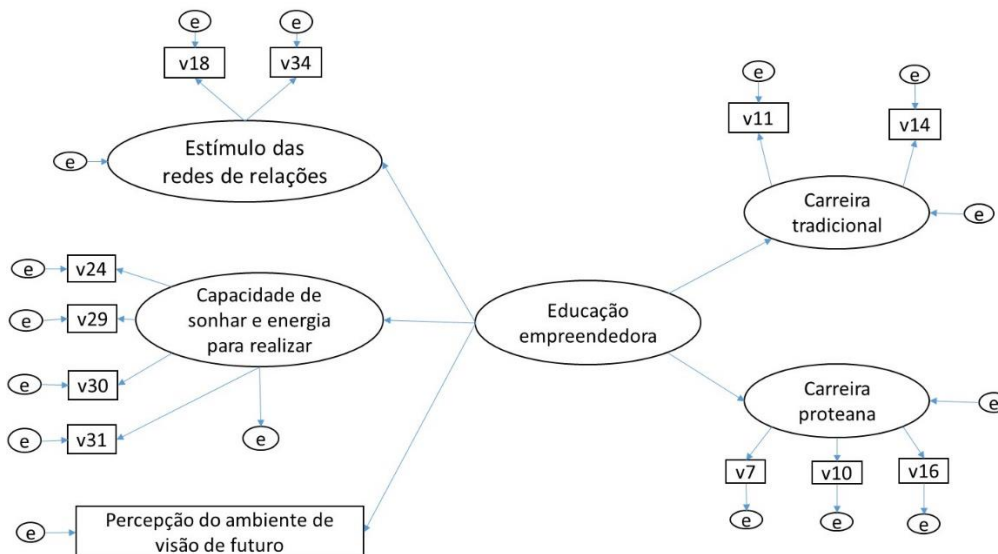 e
e
v18
v34
e
Estímulo das
redes de relações
e
e
v11
v14
Carreira
tradicional
e
e
v24
e
v29
e
v30
e
v31
Capacidade de
sonhar e energia
para realizar
e
Educação
empreendedora
Carreira
proteana
e
v7
v10
v16
e
e
e
e
Percepção do ambiente de
visão de futuro